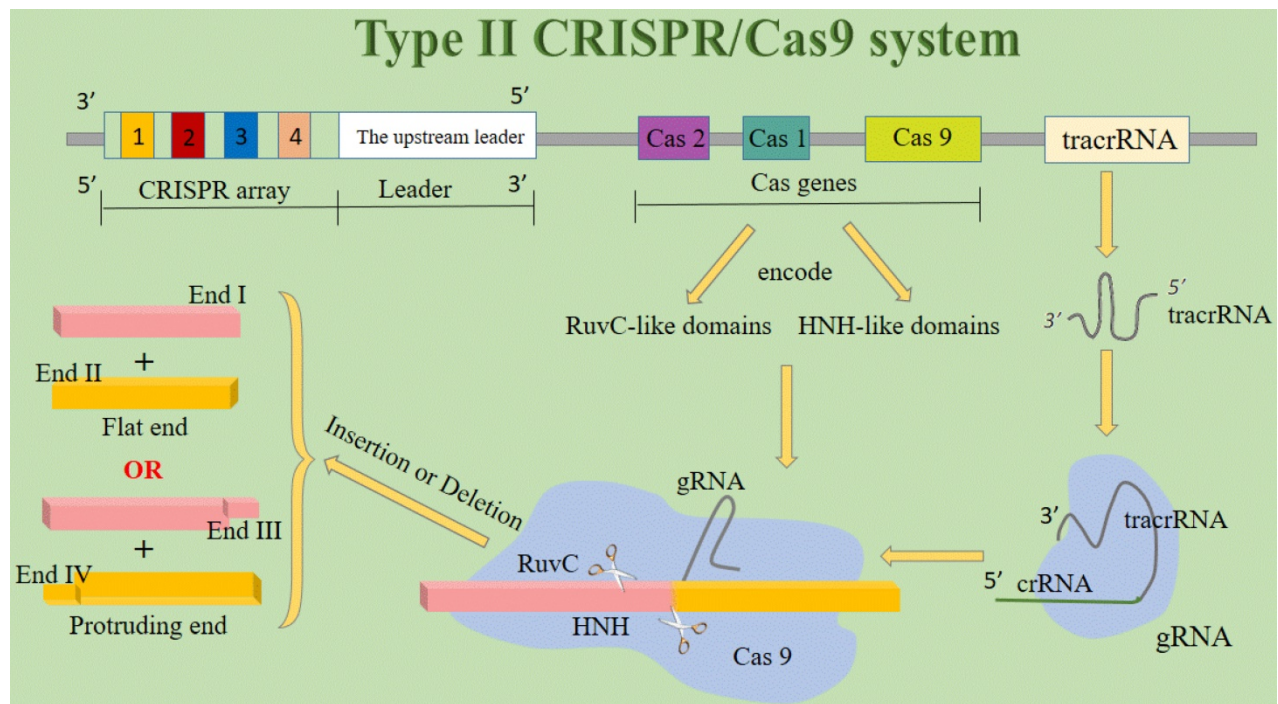 Type II CRISPR/Cas9 system
3’
5’
1
2
3
4
The upstream leader
Cas 2
Cas 1
Cas 9
tracrRNA
5’
3’
CRISPR array
Leader
Cas genes
encode
RuvC-like domains
HNH-like domains
5’
3’
tracrRNA
End I
+
End II
Flat end
OR
End III
+
End IV
Protruding end
Insertion or Deletion
gRNA
RuvC
HNH
Cas 9
3’
tracrRNA
5’
crRNA
gRNA